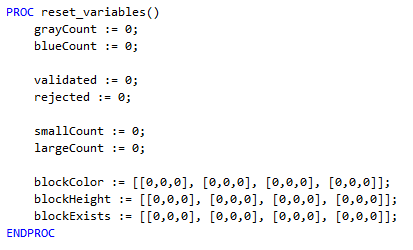 PROC reset_variables()
    grayCount := 0;
    blueCount := 0;

    validated := 0;
    rejected := 0;

    smallCount := 0;
    largeCount := 0;

    blockColor := [[0,0,0], [0,0,0], [0,0,0], [0,0,0]];
    blockHeight := [[0,0,0], [0,0,0], [0,0,0], [0,0,0]];
    blockExists := [[0,0,0], [0,0,0], [0,0,0], [0,0,0]];
ENDPROC